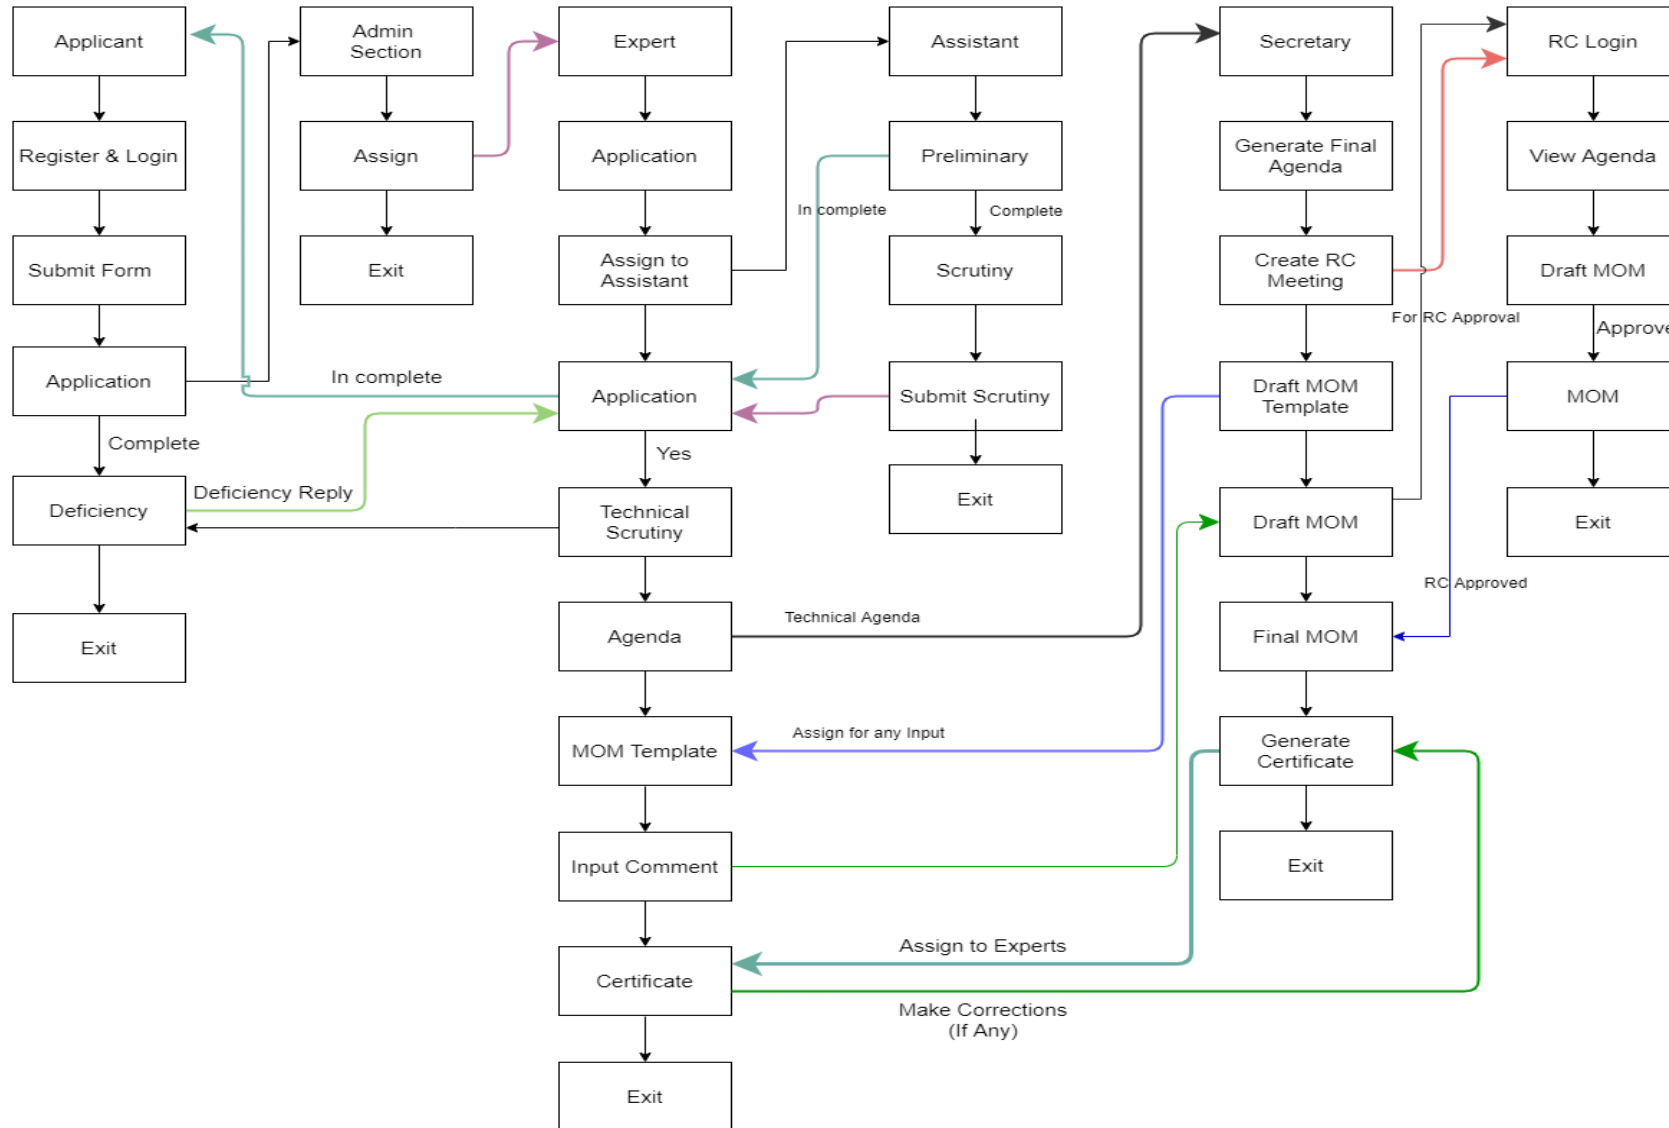 Applicant
Register & Login
Submit Form
Application
Complete
Deficiency
Exit
Admin
Section
Assign
Exit
In complete
Deficiency Reply
Expert
Application
Assign to
Assistant
Application
Yes
Technical
Scrutiny
Agenda
MOM Template
Input Comment
Certificate
Exit
Assistant
Preliminary
In complete
Complete
Scrutiny
Submit Scrutiny
Exit
Technical Agenda
Assign for any Input
Assign to Experts
Make Corrections
(If Any)
Secretary
Generate Final
Agenda
Create RC
Meeting
Draft MOM
Template
Draft MOM
Final MOM
Generate
Certificate
Exit
RC Login
View Agenda
Draft MOM
For RC Approval
Approve
MOM
Exit
RC Approved